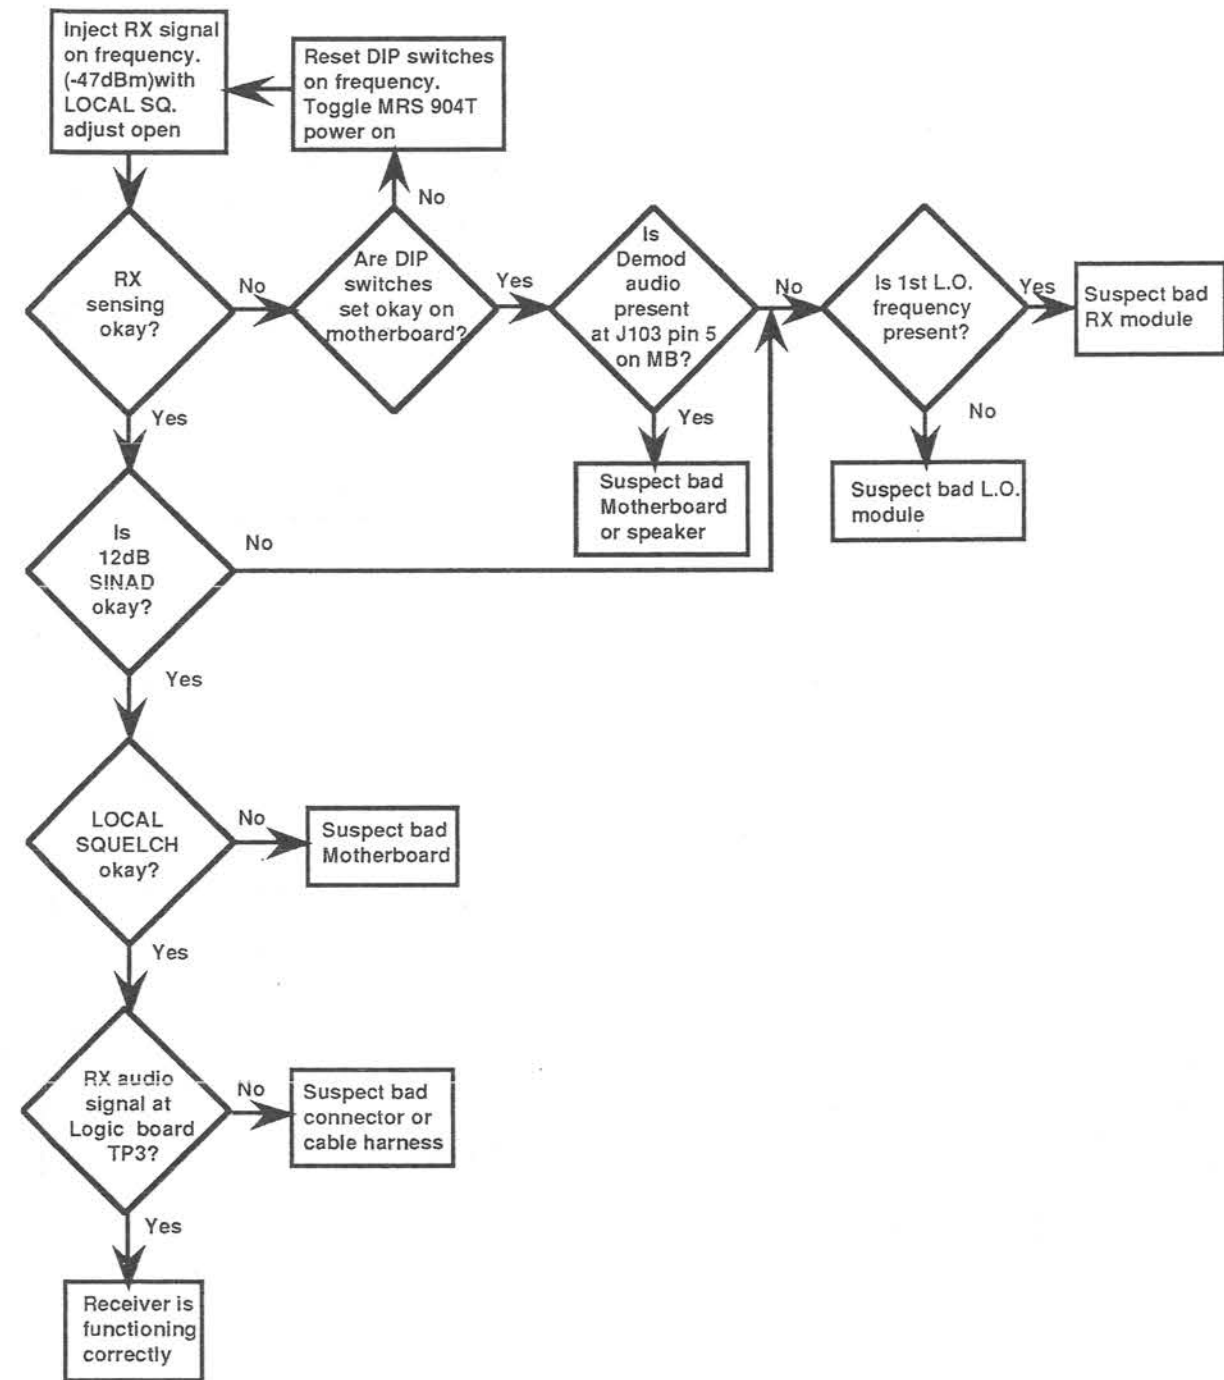 Inject RX signal
on frequency.
(-47dBm)with
LOCAL SQ.
adjust open
Reset DIP switches
on frequency.
Toggle MRS 904T
power on
No
RX
sensing
okay?
No
Are DIP
switches
set okay on
motherboard?
Yes
Is
Demod
audio
present
at J103 pin 5
on MB?
No
Is 1st L.O.
frequency
present?
Yes
Suspect bad
RX module
Yes
Yes
No
Suspect bad
Motherboard
or speaker
Suspect bad L.O.
module
Is
12dB
SINAD
okay?
No
Yes
LOCAL
SQUELCH
okay?
No
Suspect bad
Motherboard
Yes
RX audio
signal at
Logic board
TP3?
No
Suspect bad
connector or
cable harness
Yes
Receiver is
functioning
correctly